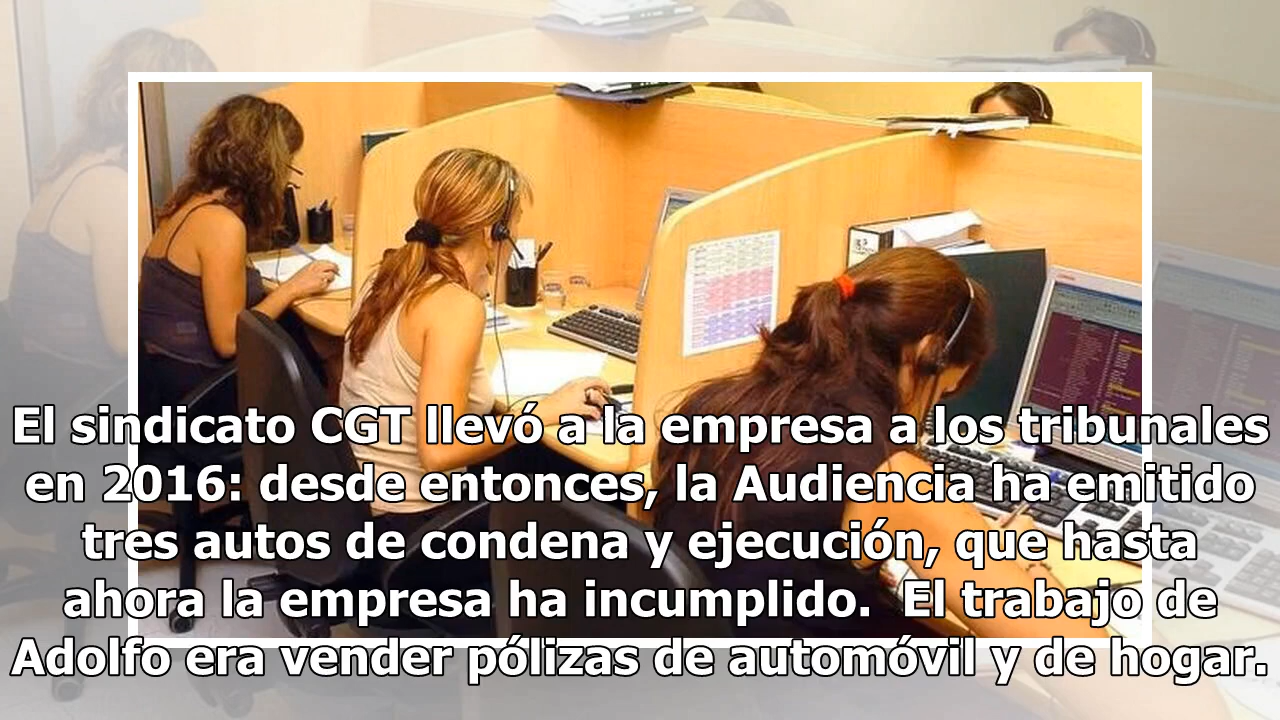 El sindicato CGT llevó a la empresa a los tribunales
en 2016: desde entonces, la Audiencia ha emitido
tres autos de condena y ejecución, que hasta
ahora la empresa ha incumplido.  El trabajo de
Adolfo era vender pólizas de automóvil y de hogar.